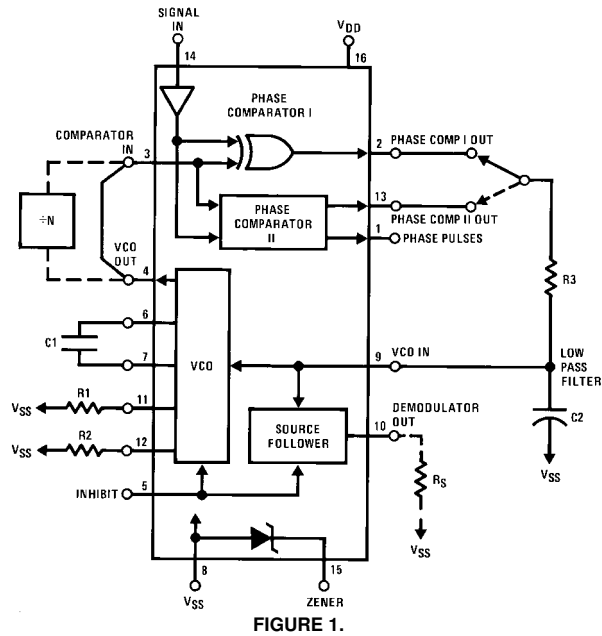 SIGNAL
IN
14
VDD
16
PHASE
COMPARATOR I
COMPARATOR
IN
3
2
PHASE COMP I OUT
÷N
PHASE
COMPARATOR
II
13
PHASE COMP II OUT
1
PHASE PULSES
VCO
OUT
4
R3
6
C1
7
VCO
9
VCO IN
LOW
PASS
FILTER
VSS
R1
11
DEMODULATOR
OUT
C2
VSS
R2
12
SOURCE
FOLLOWER
10
VSS
INHIBIT
5
RS
VSS
8
15
VSS
ZENER
FIGURE 1.